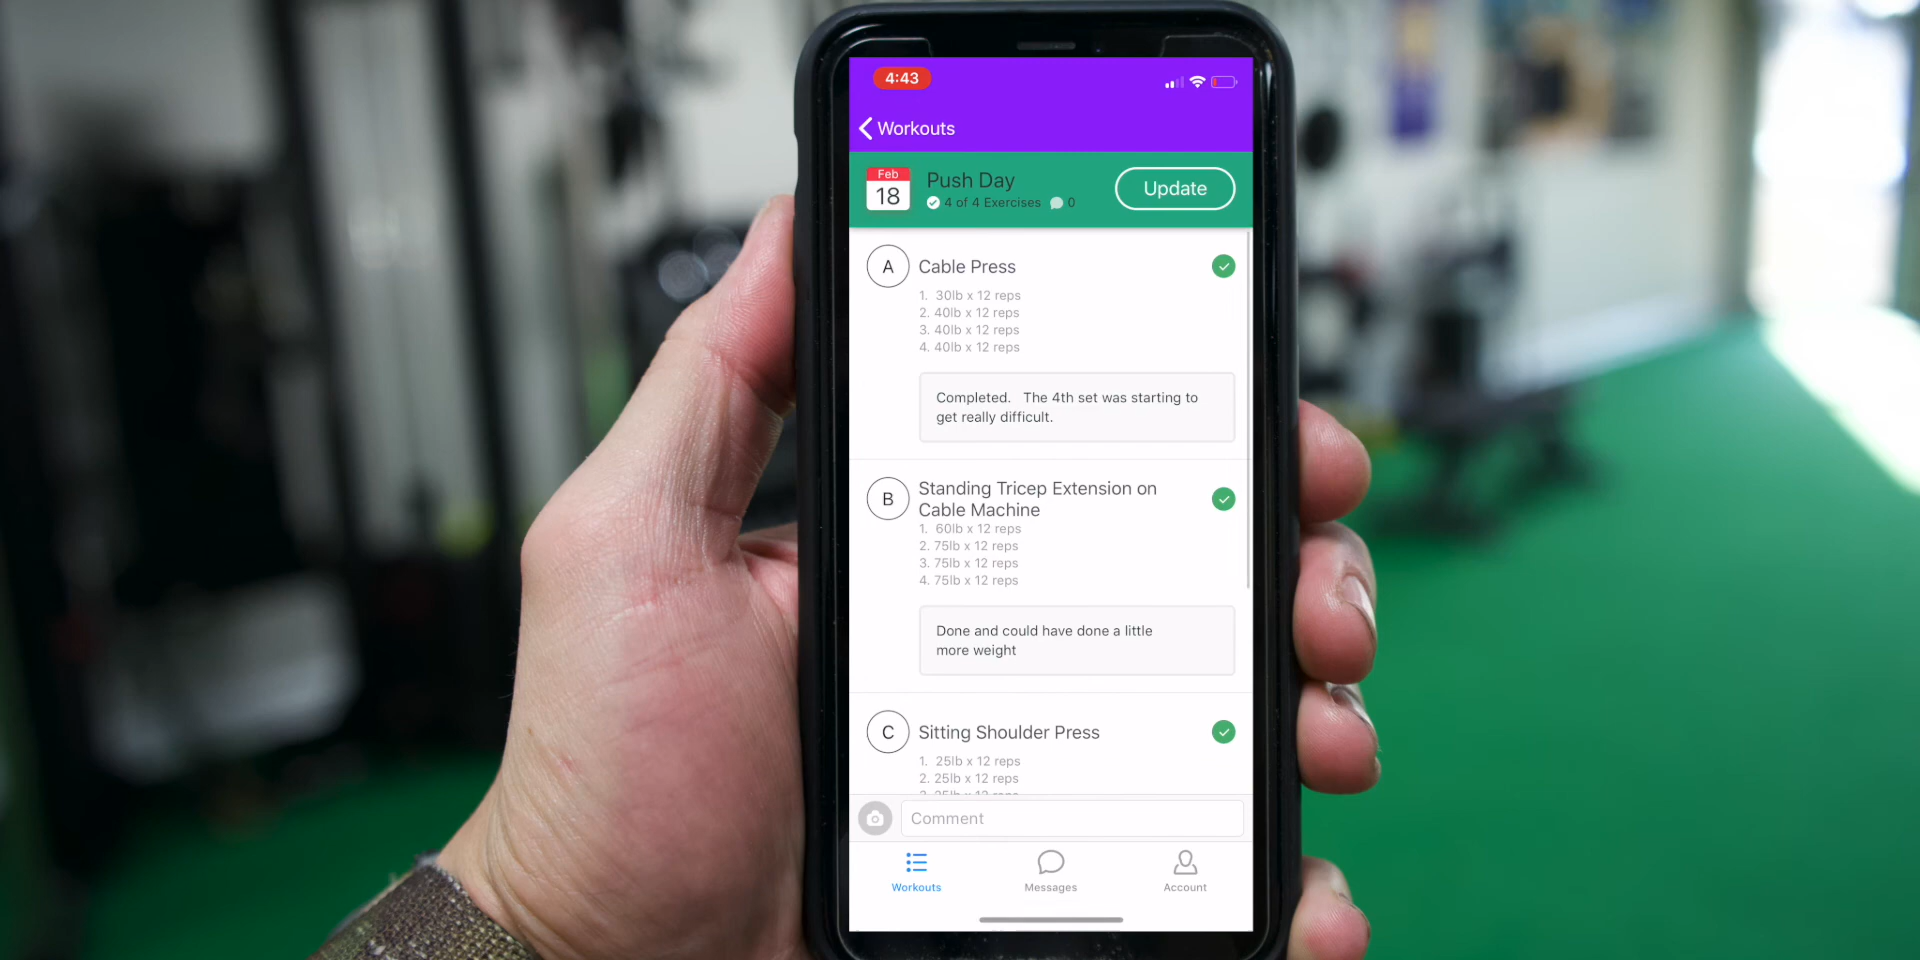 4:43
Workouts
Feb
18
Push Day
Update
4 of 4 Exercises 0
A Cable Press
1. 30lb x 12 reps
2. 40lb x 12 reps
3. 40lb x 12 reps
4. 40lb x 12 reps
Completed. The 4th set was starting to
get really difficult.
B Standing Tricep Extension on
Cable Machine
1. 60lb x 12 reps
2. 75lb x 12 reps
3. 75lb x 12 reps
4. 75lb x 12 reps
Done and could have done a little
more weight
C Sitting Shoulder Press
1. 25lb x 12 reps
2. 25lb x 12 reps
3. 25lb x 12 reps
Comment
Workouts Messages Account